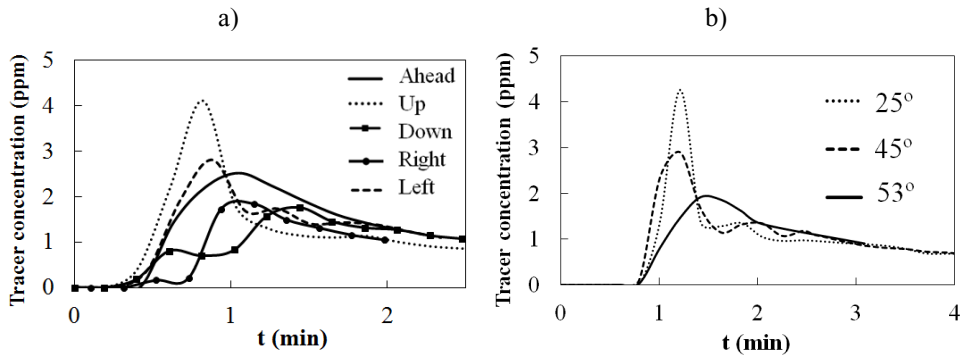 a)
Tracer concentration (ppm)
5
4
3
2
1
0
0 1 2
t (min)
Ahead
Up
Down
Right
Left
b)
Tracer concentration (ppm)
5
4
3
2
1
0
0 1 2 3 4
t (min)
25°
45°
53°